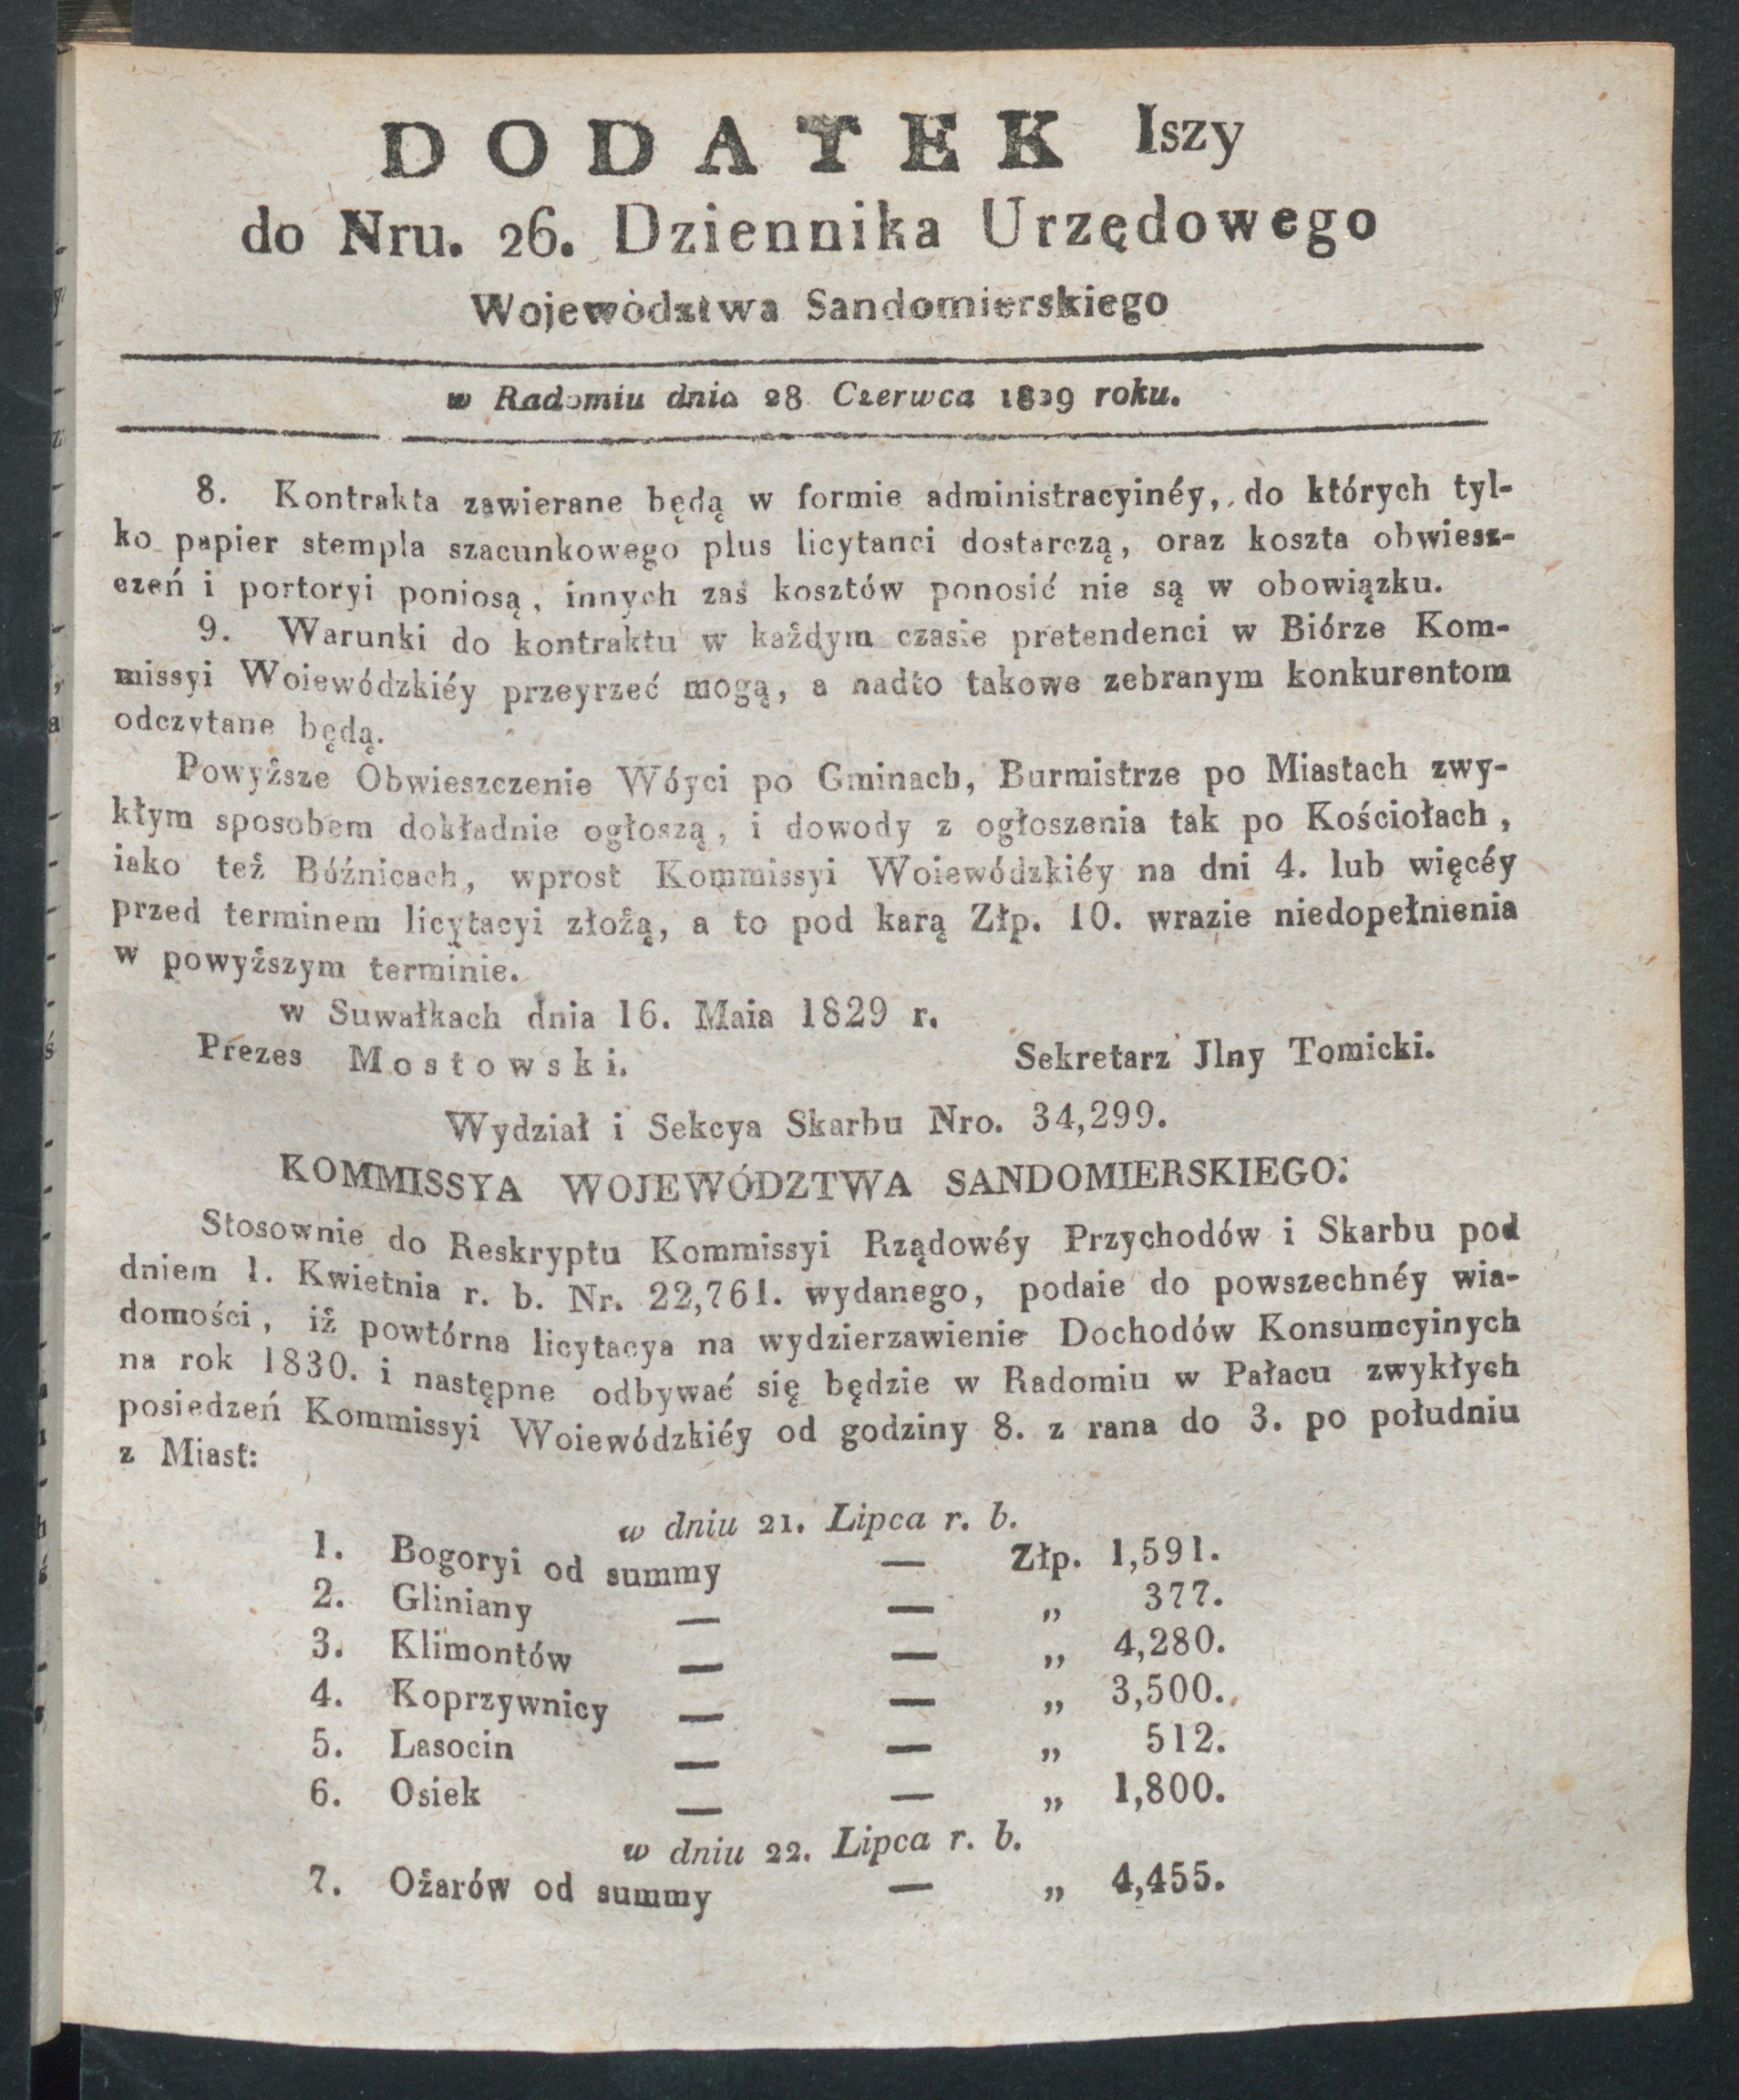 DODATEK Iszy
do Nru. 26. Dziennika Urzędowego
Wojewòdztwa Sandomierskiego
w Radomiu dnia 28 Czerwca 1829 roku.
8. Kontrakta zawierane będą w formie administracyinéy, do których tyl-
ko papier stempla szacunkowego plus licytanci dostarczą, oraz koszta obwiesz-
czeń i portoryi poniosą, innych zaś kosztów ponosić nie są w obowiązku.
9. Warunki do kontraktu w każdym czasie pretendenci w Biórze Kom-
missyi Woiewódzkiéy przeyrzeć mogą, a nadto takowe zebranym konkurentom
odczytane będą.
Powyższe Obwieszczenie Wóyci po Gminach, Burmistrze po Miastach zwy-
kłym sposobem dokładnie ogłoszą, i dowody z ogłoszenia tak po Kościołach,
iako też Bóźnicach, wprost Kommissyi Woiewódzkiéy na dni 4. lub więcéy
przed terminem licytacyi złożą, a to pod karą Złp. 10. wrazie niedopełnienia
w powyższym terminie.
w Suwałkach dnia 16. Maia 1829 r.
Prezes Mostowski. Sekretarz Jlny Tomicki.
Wydział i Sekcya Skarbu Nro. 34,299.
KOMMISSYA WOJEWÓDZTWA SANDOMIERSKIEGO.
Stosownie do Reskryptu Kommissyi Rządowéy Przychodów i Skarbu pod
dniem 1. Kwietnia r. b. Nr. 22,761. wydanego, podaie do powszechnéy wia-
domości, iż powtórna licytacya na wydzierzawienie Dochodów Konsumcyinych
na rok 1830. i następne odbywać się będzie w Radomiu w Pałacu zwykłych
posiedzeń Kommissyi Woiewódzkiéy od godziny 8. z rana do 3. po południu
z Miast:
w dniu 21. Lipca r. b.
1. Bogoryi od summy — Złp. 1,591.
2. Gliniany — — „ 377.
3. Klimontów — — „ 4,280.
4. Koprzywnicy — — „ 3,500.
5. Lasocin — — „ 512.
6. Osiek — — „ 1,800.
w dniu 22. Lipca r. b.
7. Ożarów od summy — „ 4,455.